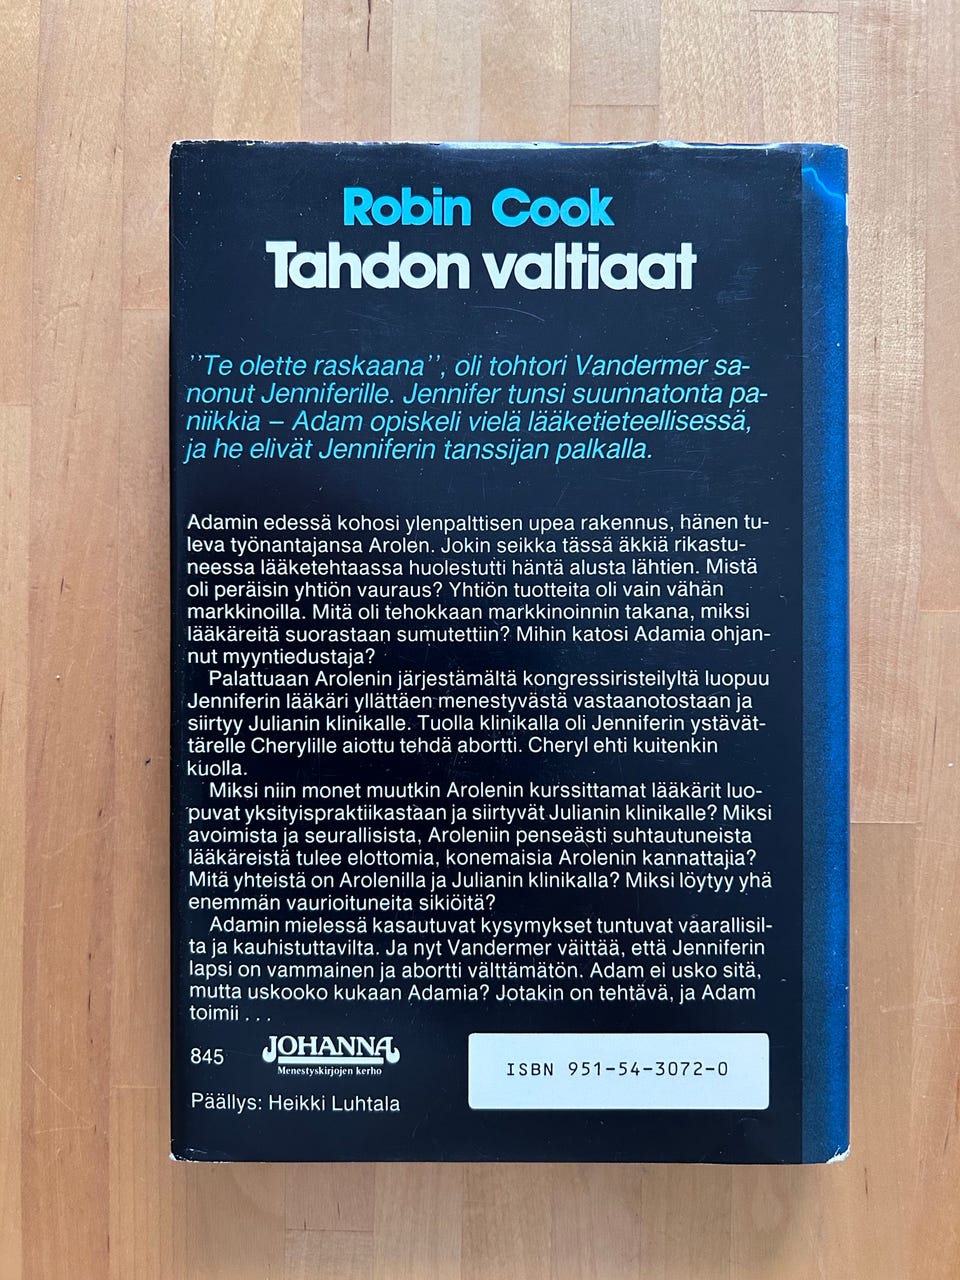 Robin Cook
Tahdon valtiaat
''Te olette raskaana'', oli tohtori Vandermer sa-
nonut Jenniferille. Jennifer tunsi suunnatonta pa-
niikkia – Adam opiskeli vielä lääketieteellisessä,
ja he elivät Jenniferin tanssijan palkalla.
Adamin edessä kohosi ylenpalttisen upea rakennus, hänen tu-
leva työnantajansa Arolen. Jokin seikka tässä äkkiä rikastu-
neessa lääketehtaassa huolestutti häntä alusta lähtien. Mistä
oli peräisin yhtiön vauraus? Yhtiön tuotteita oli vain vähän
markkinoilla. Mitä oli tehokkaan markkinoinnin takana, miksi
lääkäreitä suorastaan sumutettiin? Mihin katosi Adamia ohjan-
nut myyntiedustaja?
Palattuaan Arolenin järjestämältä kongressiristeilyltä luopuu
Jenniferin lääkäri yllättäen menestyvästä vastaanotostaan ja
siirtyy Julianin klinikalle. Tuolla klinikalla oli Jenniferin ystävät-
tärelle Cherylille aiottu tehdä abortti. Cheryl ehti kuitenkin
kuolla.
Miksi niin monet muutkin Arolenin kurssittamat lääkärit luo-
puvat yksityispraktiikastaan ja siirtyvät Julianin klinikalle? Miksi
avoimista ja seurallisista, Aroleniin penseästi suhtautuneista
lääkäreistä tulee elottomia, konemaisia Arolenin kannattajia?
Mitä yhteistä on Arolenilla ja Julianin klinikalla? Miksi löytyy yhä
enemmän vaurioituneita sikiöitä?
Adamin mielessä kasautuvat kysymykset tuntuvat vaarallisil-
ta ja kauhistuttavilta. Ja nyt Vandermer väittää, että Jenniferin
lapsi on vammainen ja abortti välttämätön. Adam ei usko sitä,
mutta uskooko kukaan Adamia? Jotakin on tehtävä, ja Adam
toimii . . .
845
JOHANNA
Menestyskirjojen kerho
ISBN 951-54-3072-0
Päällys: Heikki Luhtala